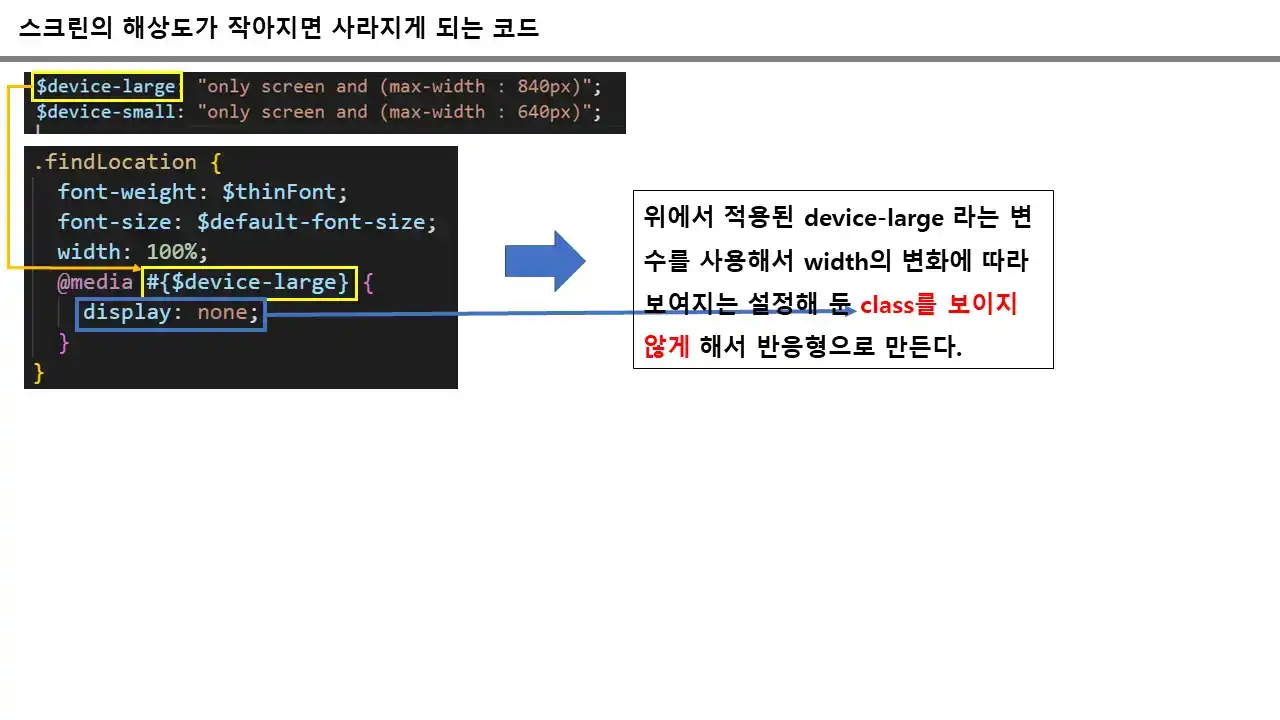 스크린의 해상도가 작아지면 사라지게 되는 코드
$device-large: "only screen and (max-width : 840px)";
$device-small: "only screen and (max-width : 640px)";
.findLocation {
font-weight: $thinFont;
font-size: $default-font-size;
width: 100%;
@media #{$device-large} {
display: none;
}
}
위에서 적용된 device-large 라는 변
수를 사용해서 width의 변화에 따라
보여지는 설정해 둔 class를 보이지
않게 해서 반응형으로 만든다.